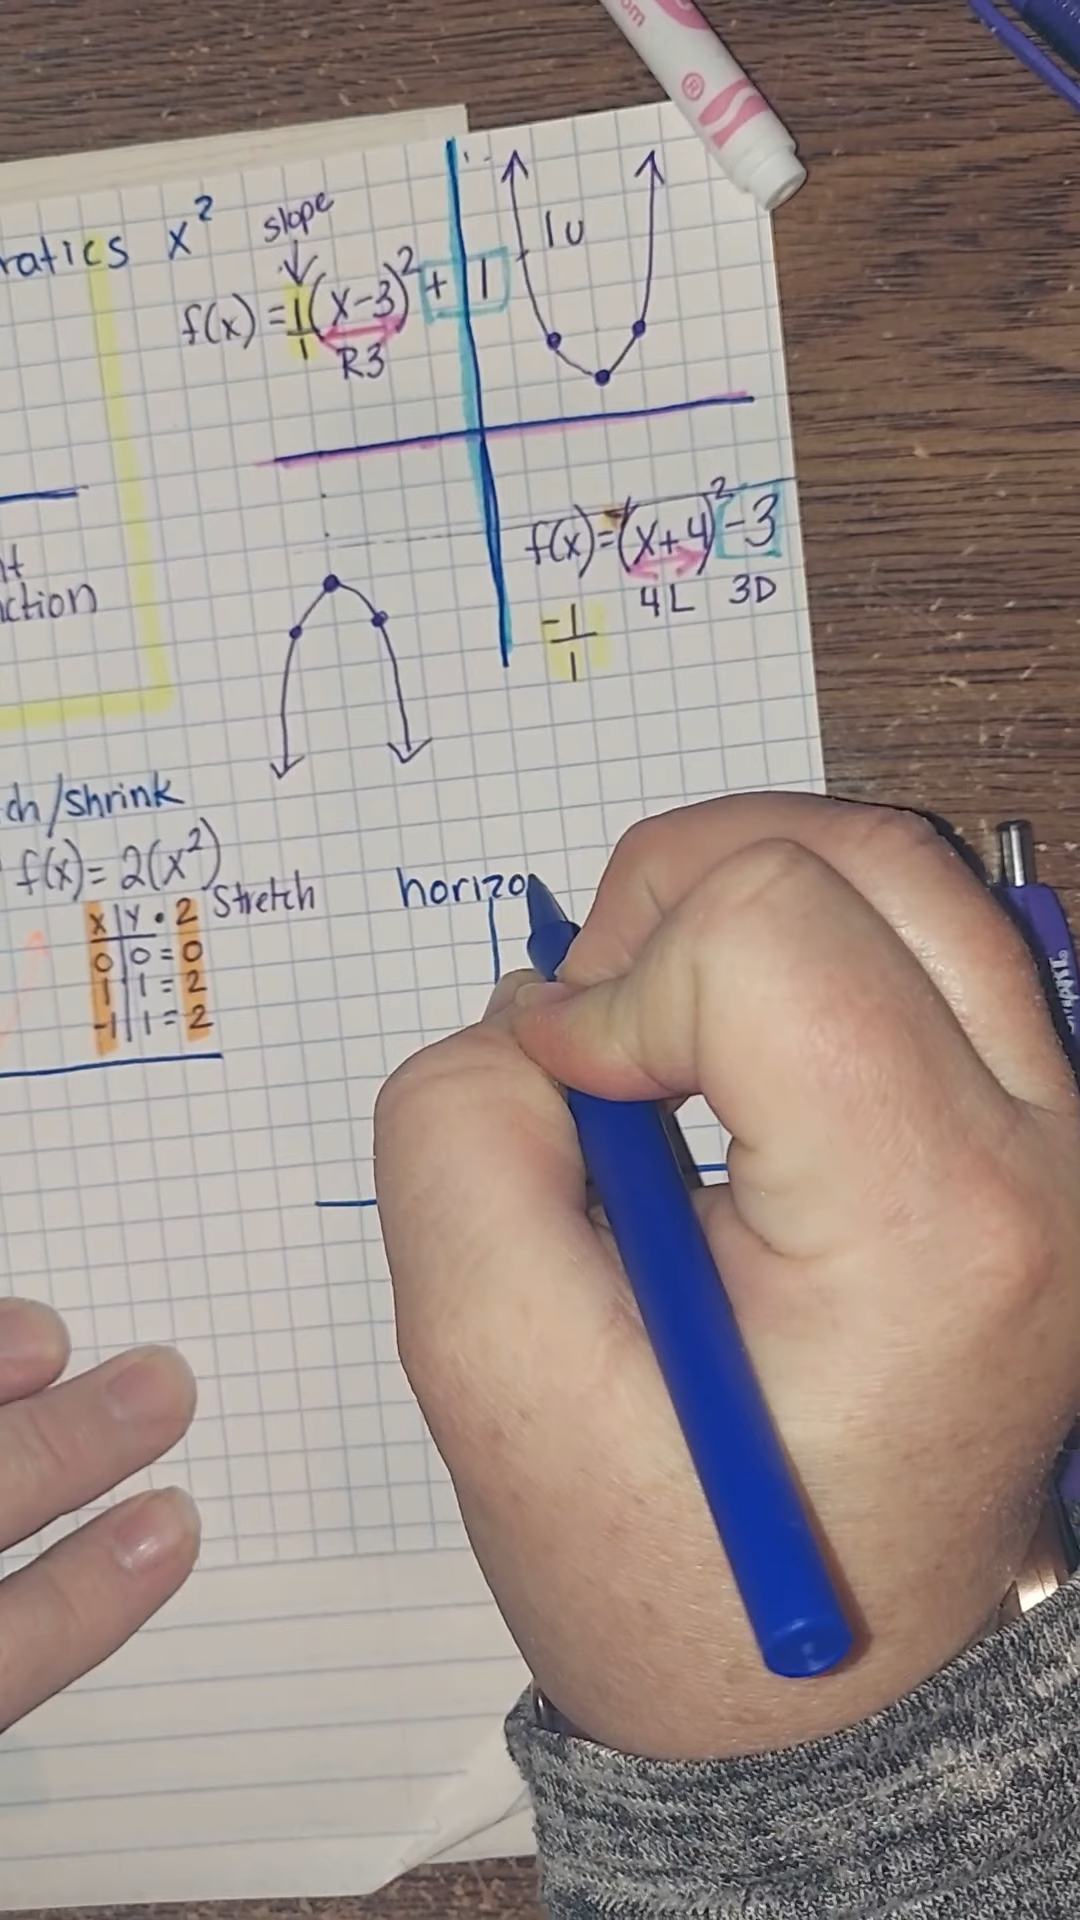 ratics x²
slope
f(x) = 1/1 (x-3)² + 1
R3
1U
f(x)=-(x+4)²-3
4L 3D
-1/1
ction
ch/shrink
f(x)= 2(x²)
Stretch
x | y • 2
0 | 0 = 0
1 | 1 = 2
-1 | 1 = 2
horizo